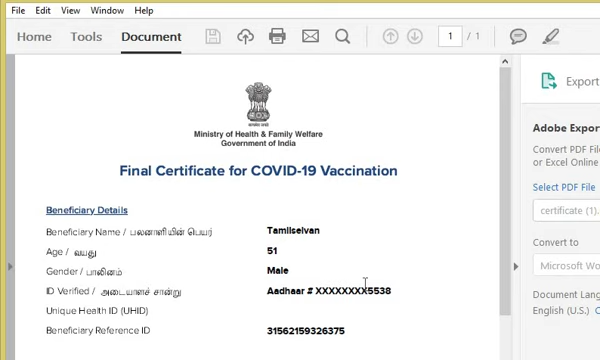 File Edit View Window Help
Home Tools Document 1 / 1
Ministry of Health & Family Welfare
Government of India
Final Certificate for COVID-19 Vaccination
Beneficiary Details
Beneficiary Name / பயனாளியின் பெயர் Tamilselvan
Age / வயது 51
Gender / பாலினம் Male
ID Verified / அடையாளச் சான்று Aadhaar # XXXXXXXX5538
Unique Health ID (UHID)
Beneficiary Reference ID 31562159326375
Export
Adobe Expor
Convert PDF File
or Excel Online
Select PDF File
certificate (1).
Convert to
Microsoft Wo
Document Lang
English (U.S.) C